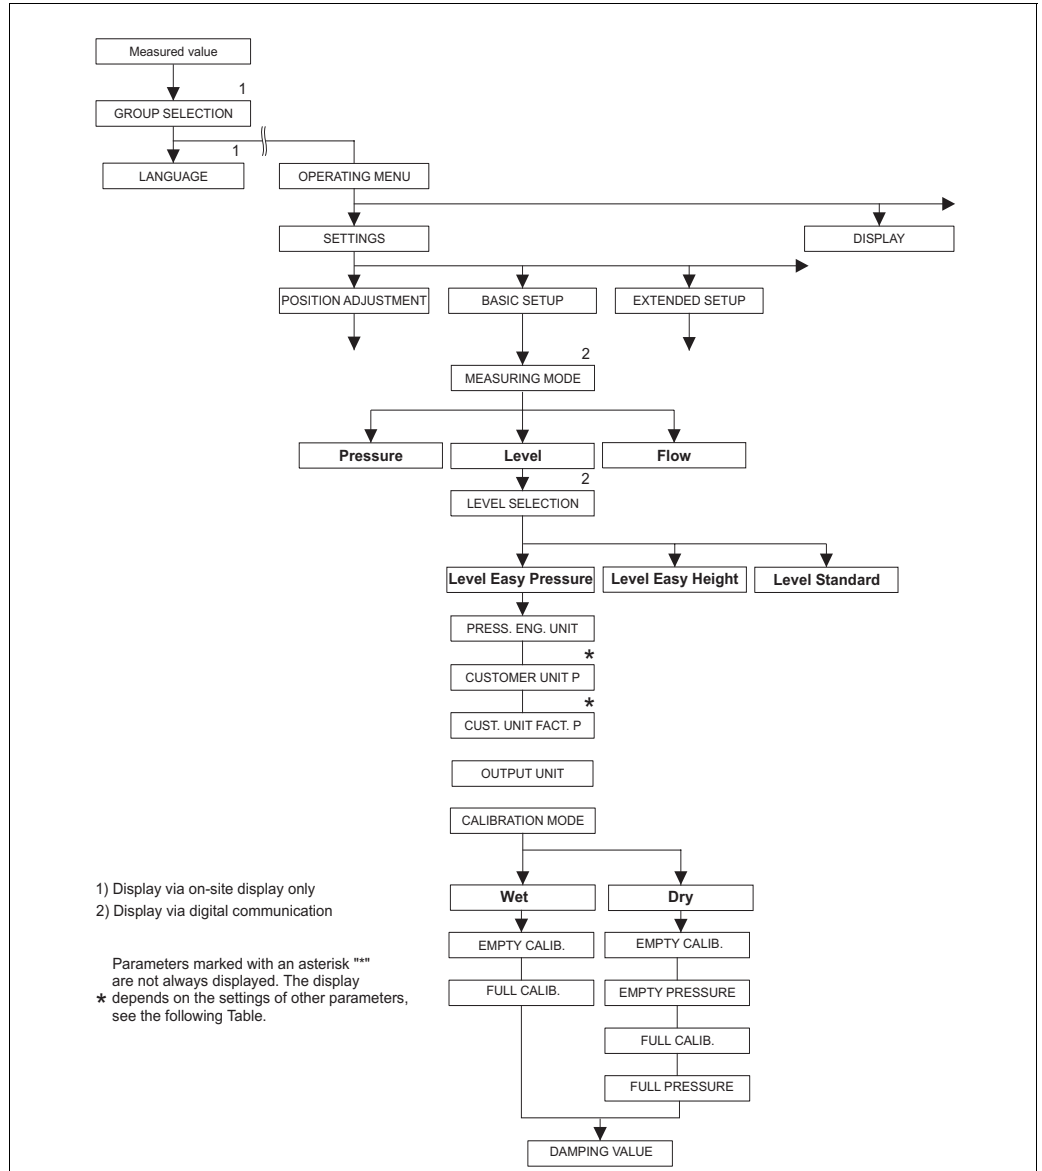 Measured value
1
GROUP SELECTION
1
LANGUAGE
OPERATING MENU
SETTINGS
DISPLAY
POSITION ADJUSTMENT
BASIC SETUP
EXTENDED SETUP
2
MEASURING MODE
Pressure
Level
Flow
2
LEVEL SELECTION
Level Easy Pressure
Level Easy Height
Level Standard
PRESS. ENG. UNIT
*
CUSTOMER UNIT P
*
CUST. UNIT FACT. P
OUTPUT UNIT
CALIBRATION MODE
Wet
Dry
EMPTY CALIB.
EMPTY CALIB.
FULL CALIB.
EMPTY PRESSURE
FULL CALIB.
FULL PRESSURE
DAMPING VALUE
1) Display via on-site display only
2) Display via digital communication
Parameters marked with an asterisk "*"
are not always displayed. The display
* depends on the settings of other parameters,
see the following Table.